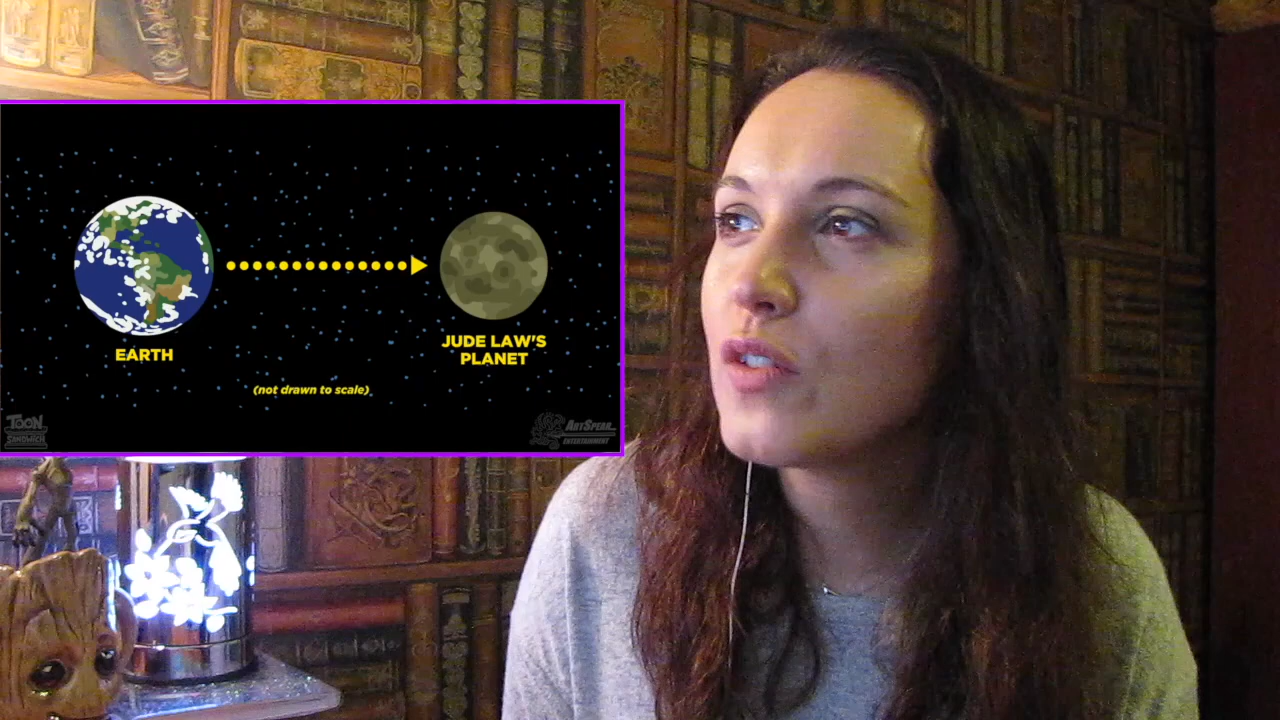 EARTH
JUDE LAW'S
PLANET
(not drawn to scale)
TOON
SANDWICH
ARTSPEAR
ENTERTAINMENT